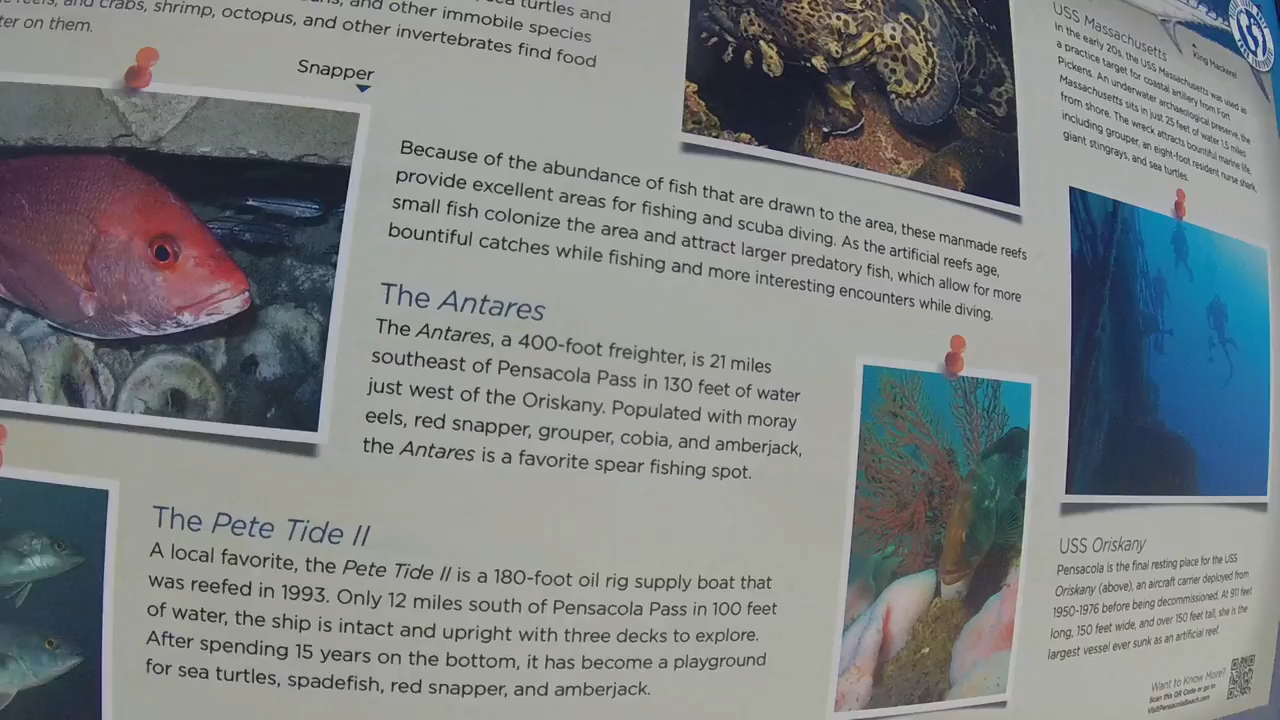 turtles and
and other immobile species
and crabs, shrimp, octopus, and other invertebrates find food
on them.
Snapper
Because of the abundance of fish that are drawn to the area, these manmade reefs
provide excellent areas for fishing and scuba diving. As the artificial reefs age,
small fish colonize the area and attract larger predatory fish, which allow for more
bountiful catches while fishing and more interesting encounters while diving.
The Antares
The Antares, a 400-foot freighter, is 21 miles
southeast of Pensacola Pass in 130 feet of water
just west of the Oriskany. Populated with moray
eels, red snapper, grouper, cobia, and amberjack,
the Antares is a favorite spear fishing spot.
The Pete Tide II
A local favorite, the Pete Tide II is a 180-foot oil rig supply boat that
was reefed in 1993. Only 12 miles south of Pensacola Pass in 100 feet
of water, the ship is intact and upright with three decks to explore.
After spending 15 years on the bottom, it has become a playground
for sea turtles, spadefish, red snapper, and amberjack.
USS Massachusetts
King Mackerel
In the early 20s, the USS Massachusetts was used as
a practice target for coastal artillery from Fort
Pickens. An underwater archaeological preserve, the
Massachusetts sits in just 25 feet of water 1.5 miles
from shore. The wreck attracts bountiful marine life,
including grouper, an eight-foot resident nurse shark,
giant stingrays, and sea turtles.
USS Oriskany
Pensacola is the final resting place for the USS
Oriskany (above), an aircraft carrier deployed from
1950-1976 before being decommissioned. At 911 feet
long, 150 feet wide, and over 150 feet tall, she is the
largest vessel ever sunk as an artificial reef.
Want to Know More?
Scan this QR Code or go to
VisitPensacolaBeach.com